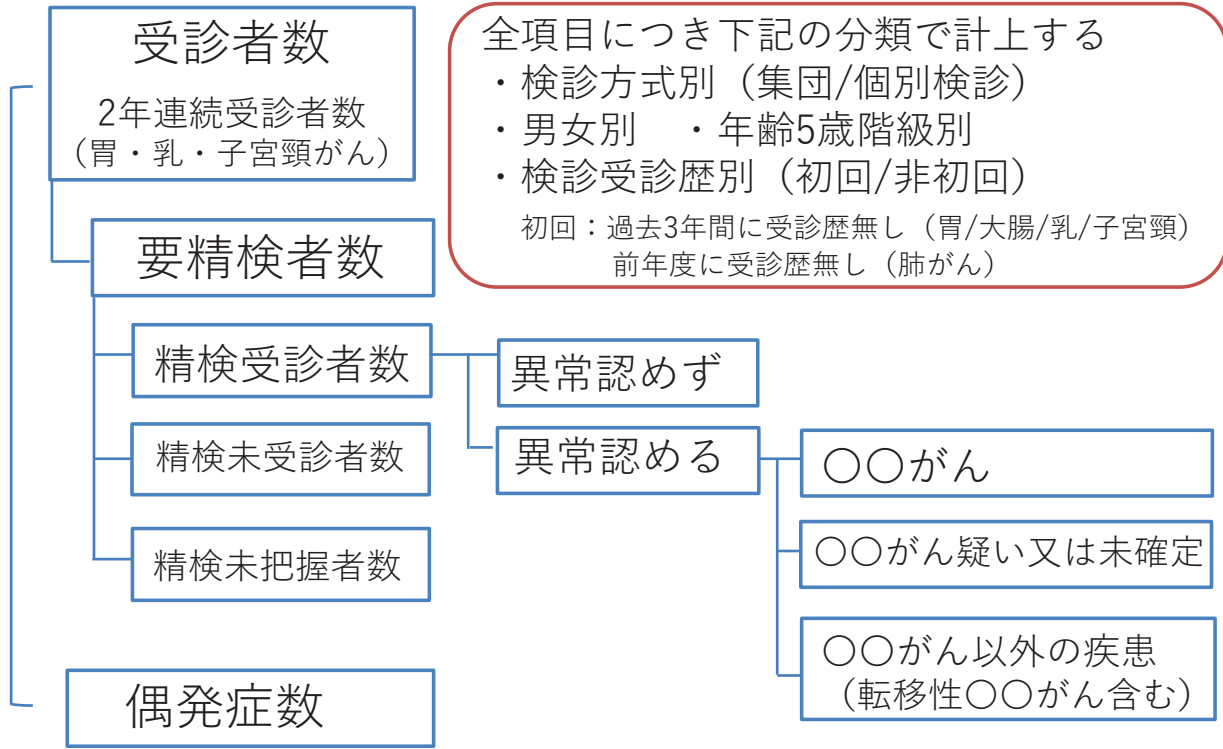 受診者数
2年連続受診者数
（胃・乳・子宮頸がん）
全項目につき下記の分類で計上する
・検診方式別（集団/個別検診）
・男女別　・年齢5歳階級別
・検診受診歴別（初回/非初回）
初回：過去3年間に受診歴無し（胃/大腸/乳/子宮頸）
前年度に受診歴無し（肺がん）
要精検者数
精検受診者数
異常認めず
精検未受診者数
異常認める
〇〇がん
精検未把握者数
〇〇がん疑い又は未確定
〇〇がん以外の疾患
（転移性〇〇がん含む）
偶発症数